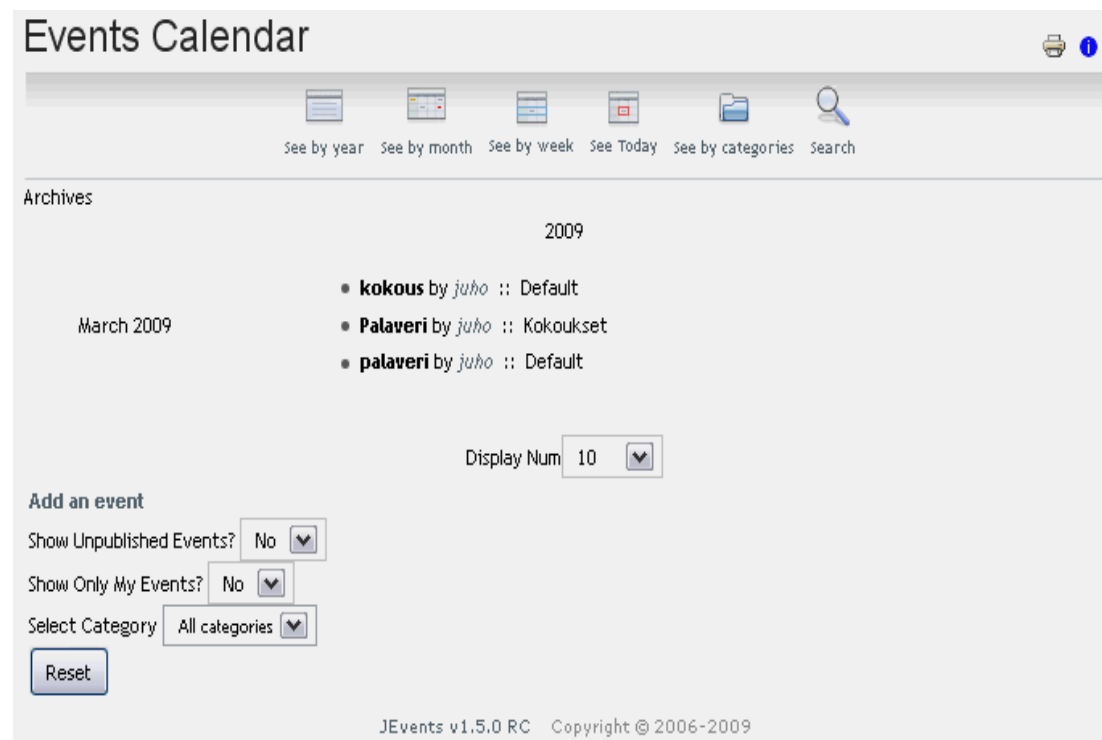 Events Calendar
See by year See by month See by week See Today See by categories Search
Archives
2009
March 2009
kokous by juho :: Default
Palaveri by juho :: Kokoukset
palaveri by juho :: Default
Display Num 10
Add an event
Show Unpublished Events? No
Show Only My Events? No
Select Category All categories
Reset
JEvents v1.5.0 RC Copyright © 2006-2009